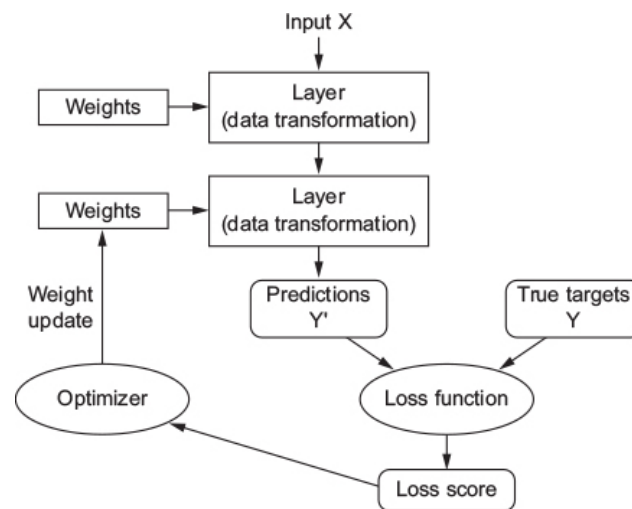 Input X
Layer
(data transformation)
Weights
Layer
(data transformation)
Weights
Predictions
Y'
True targets
Y
Weight
update
Optimizer
Loss function
Loss score